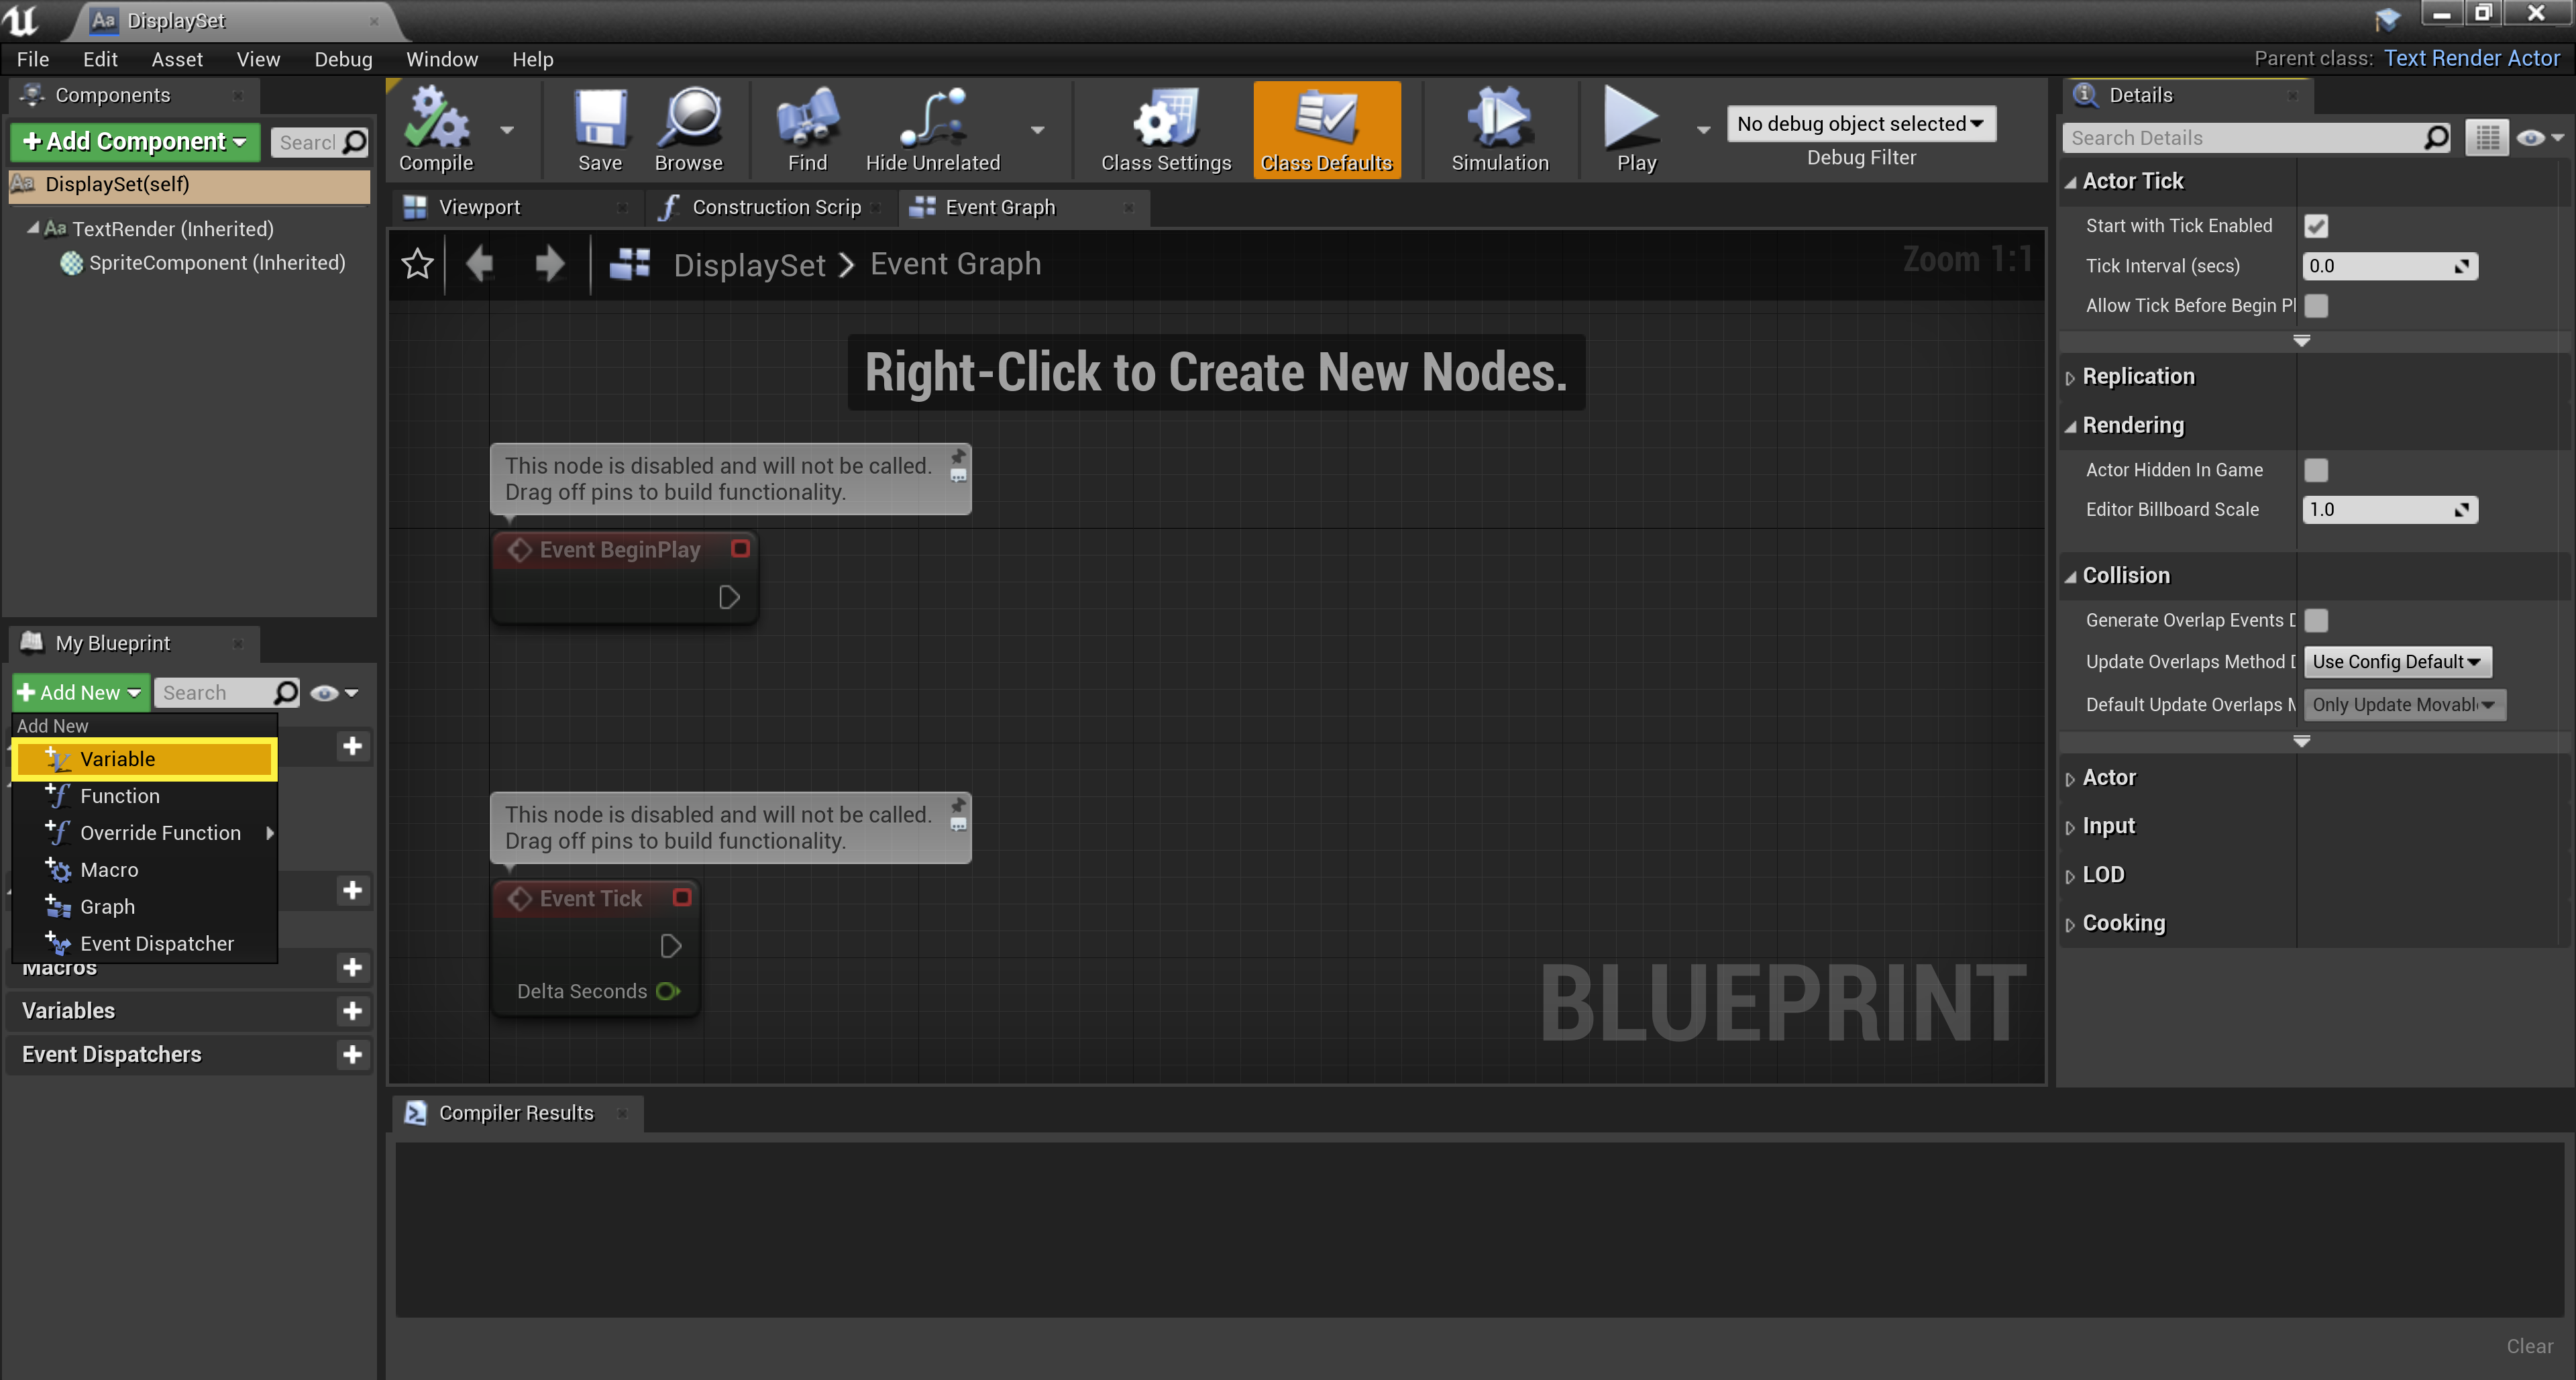 DisplaySet
File Edit Asset View Debug Window Help
Parent class: Text Render Actor
Components
Add Component
Searcl
DisplaySet(self)
TextRender (Inherited)
SpriteComponent (Inherited)
Compile
Save
Browse
Find
Hide Unrelated
Class Settings
Class Defaults
Simulation
Play
No debug object selected
Debug Filter
Viewport
Construction Scrip
Event Graph
DisplaySet > Event Graph
Zoom 1:1
Right-Click to Create New Nodes.
This node is disabled and will not be called.
Drag off pins to build functionality.
Event BeginPlay
This node is disabled and will not be called.
Drag off pins to build functionality.
Event Tick
Delta Seconds
BLUEPRINT
My Blueprint
Add New
Search
Add New
Variable
Function
Override Function
Macro
Graph
Event Dispatcher
Macros
Variables
Event Dispatchers
Compiler Results
Clear
Details
Search Details
Actor Tick
Start with Tick Enabled
Tick Interval (secs) 0.0
Allow Tick Before Begin Pl
Replication
Rendering
Actor Hidden In Game
Editor Billboard Scale 1.0
Collision
Generate Overlap Events D
Update Overlaps Method D Use Config Default
Default Update Overlaps M Only Update Movabl
Actor
Input
LOD
Cooking